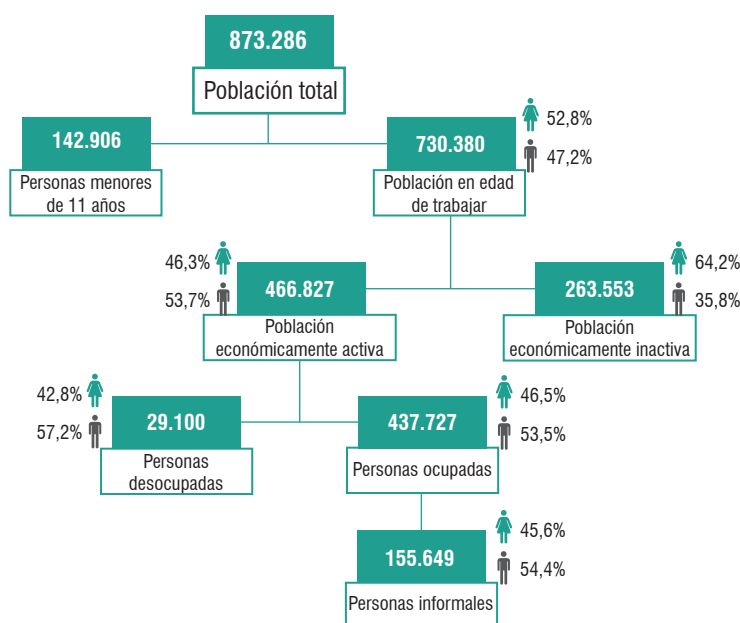 873.286
Población total
142.906
Personas menores
de 11 años
730.380
Población en edad
de trabajar
52,8%
47,2%
46,3%
53,7%
466.827
Población
económicamente activa
263.553
Población
económicamente inactiva
64,2%
35,8%
42,8%
57,2%
29.100
Personas
desocupadas
437.727
Personas ocupadas
46,5%
53,5%
155.649
Personas informales
45,6%
54,4%